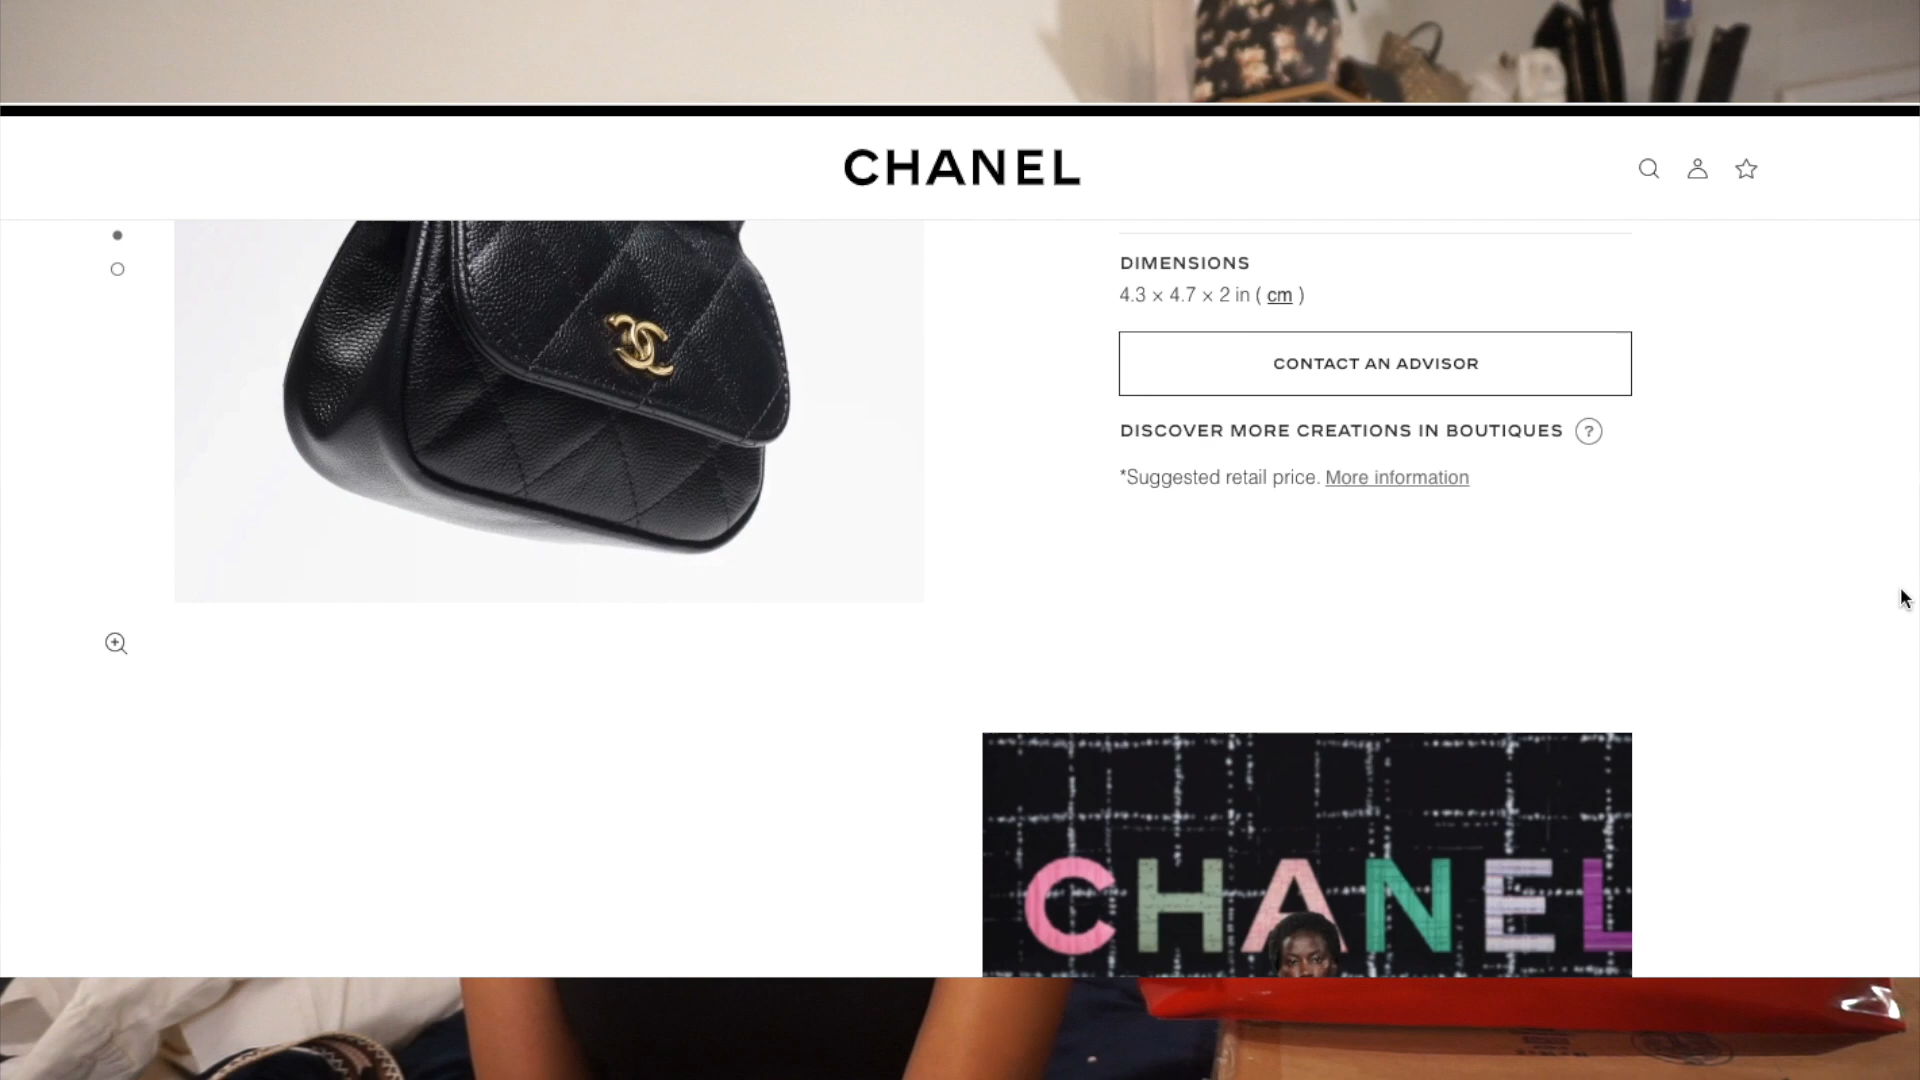 CHANEL
DIMENSIONS
4.3 × 4.7 × 2 in ( cm )
CONTACT AN ADVISOR
DISCOVER MORE CREATIONS IN BOUTIQUES ?
*Suggested retail price. More information
CHANEL